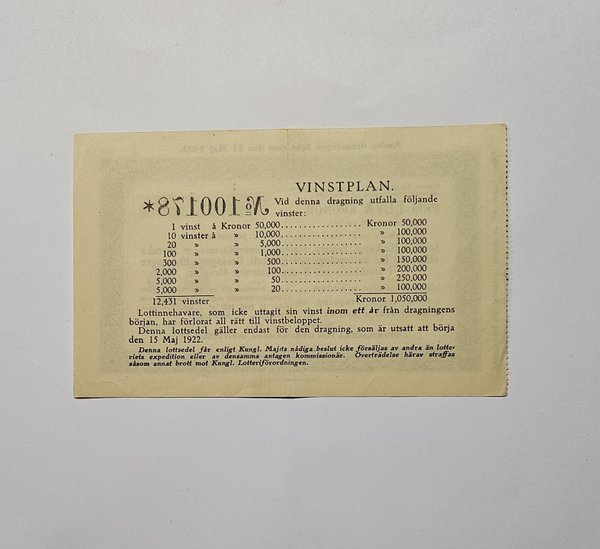 VINSTPLAN.
№ 100178*
Vid denna dragning utfalla följande
vinster:
1 vinst à Kronor 50,000 . . . . . . . . . . . . . . . . . Kronor 50,000
10 vinster à » 10,000 . . . . . . . . . . . . . . . . . » 100,000
20 » » 5,000 . . . . . . . . . . . . . . . . . » 100,000
100 » » 1,000 . . . . . . . . . . . . . . . . . » 100,000
300 » » 500 . . . . . . . . . . . . . . . . . » 150,000
2,000 » » 100 . . . . . . . . . . . . . . . . . » 200,000
5,000 » » 50 . . . . . . . . . . . . . . . . . » 250,000
5,000 » » 20 . . . . . . . . . . . . . . . . . » 100,000
12,431 vinster Kronor 1,050,000
Lottinnehavare, som icke uttagit sin vinst inom ett år från dragningens
början, har förlorat all rätt till vinstbeloppet.
Denna lottsedel gäller endast för den dragning, som är utsatt att börja
den 15 Maj 1922.
Denna lottsedel får enligt Kungl. Maj:ts nådiga beslut icke försäljas av andra än lotte-
riets expedition eller av densamma antagen kommissionär. Överträdelse härav straffas
såsom annat brott mot Kungl. Lotteriförordningen.